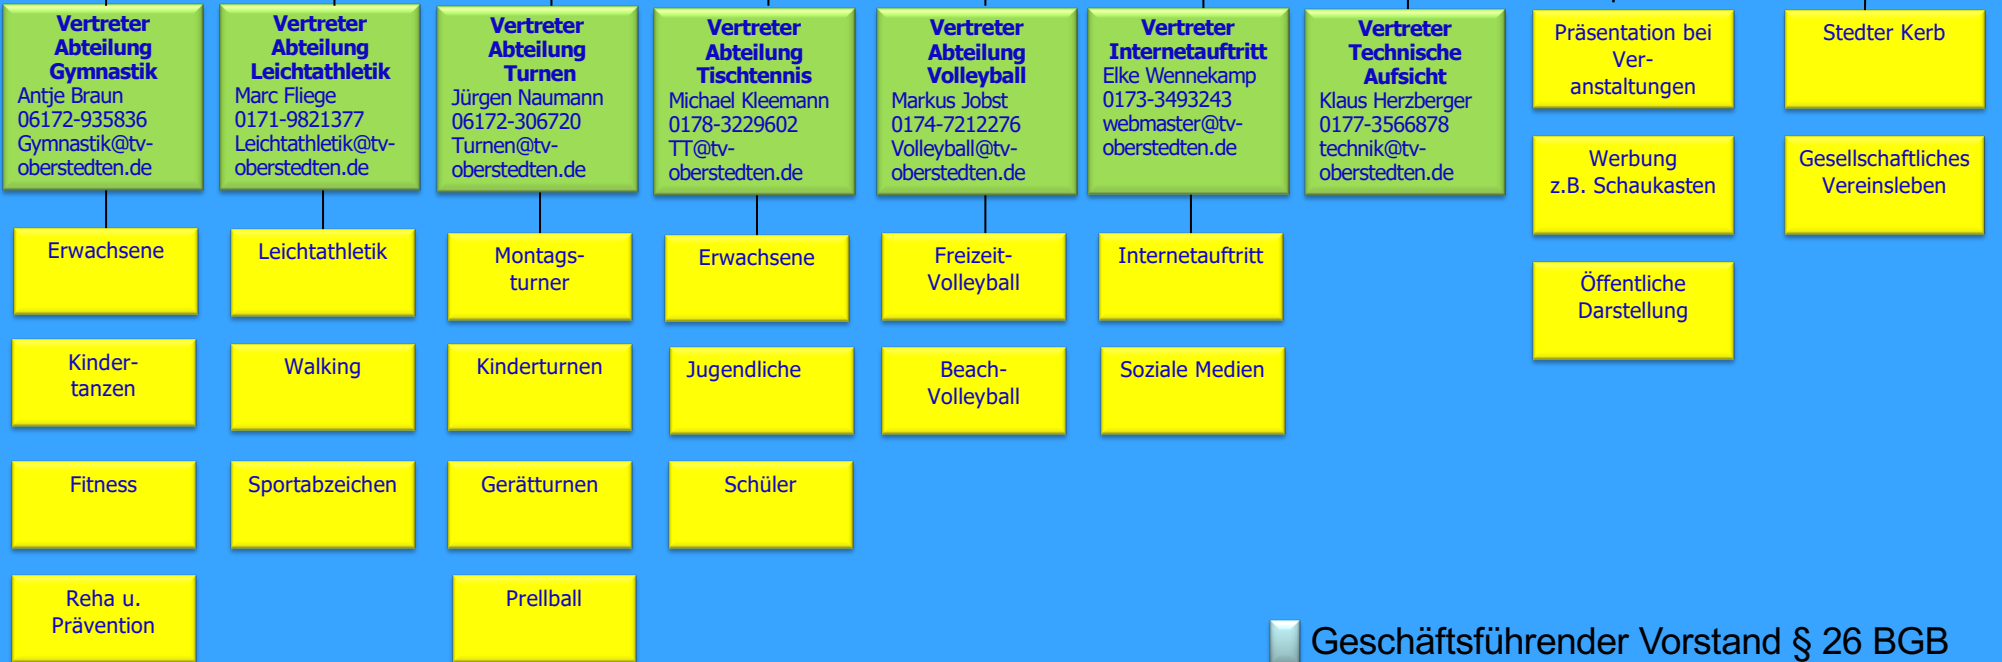 Vertreter
Abteilung
Gymnastik
Antje Braun
06172-935836
Gymnastik@tv-
oberstedten.de
Vertreter
Abteilung
Leichtathletik
Marc Fliege
0171-9821377
Leichtathletik@tv-
oberstedten.de
Vertreter
Abteilung
Turnen
Jürgen Naumann
06172-306720
Turnen@tv-
oberstedten.de
Vertreter
Abteilung
Tischtennis
Michael Kleemann
0178-3229602
TT@tv-
oberstedten.de
Vertreter
Abteilung
Volleyball
Markus Jobst
0174-7212276
Volleyball@tv-
oberstedten.de
Vertreter
Internetauftritt
Elke Wennekamp
0173-3493243
webmaster@tv-
oberstedten.de
Vertreter
Technische
Aufsicht
Klaus Herzberger
0177-3566878
technik@tv-
oberstedten.de
Präsentation bei
Ver-
anstaltungen
Stedter Kerb
Werbung
z.B. Schaukasten
Gesellschaftliches
Vereinsleben
Erwachsene
Leichtathletik
Montags-
turner
Erwachsene
Freizeit-
Volleyball
Internetauftritt
Öffentliche
Darstellung
Kinder-
tanzen
Walking
Kinderturnen
Jugendliche
Beach-
Volleyball
Soziale Medien
Fitness
Sportabzeichen
Gerätturnen
Schüler
Reha u.
Prävention
Prellball
Geschäftsführender Vorstand § 26 BGB